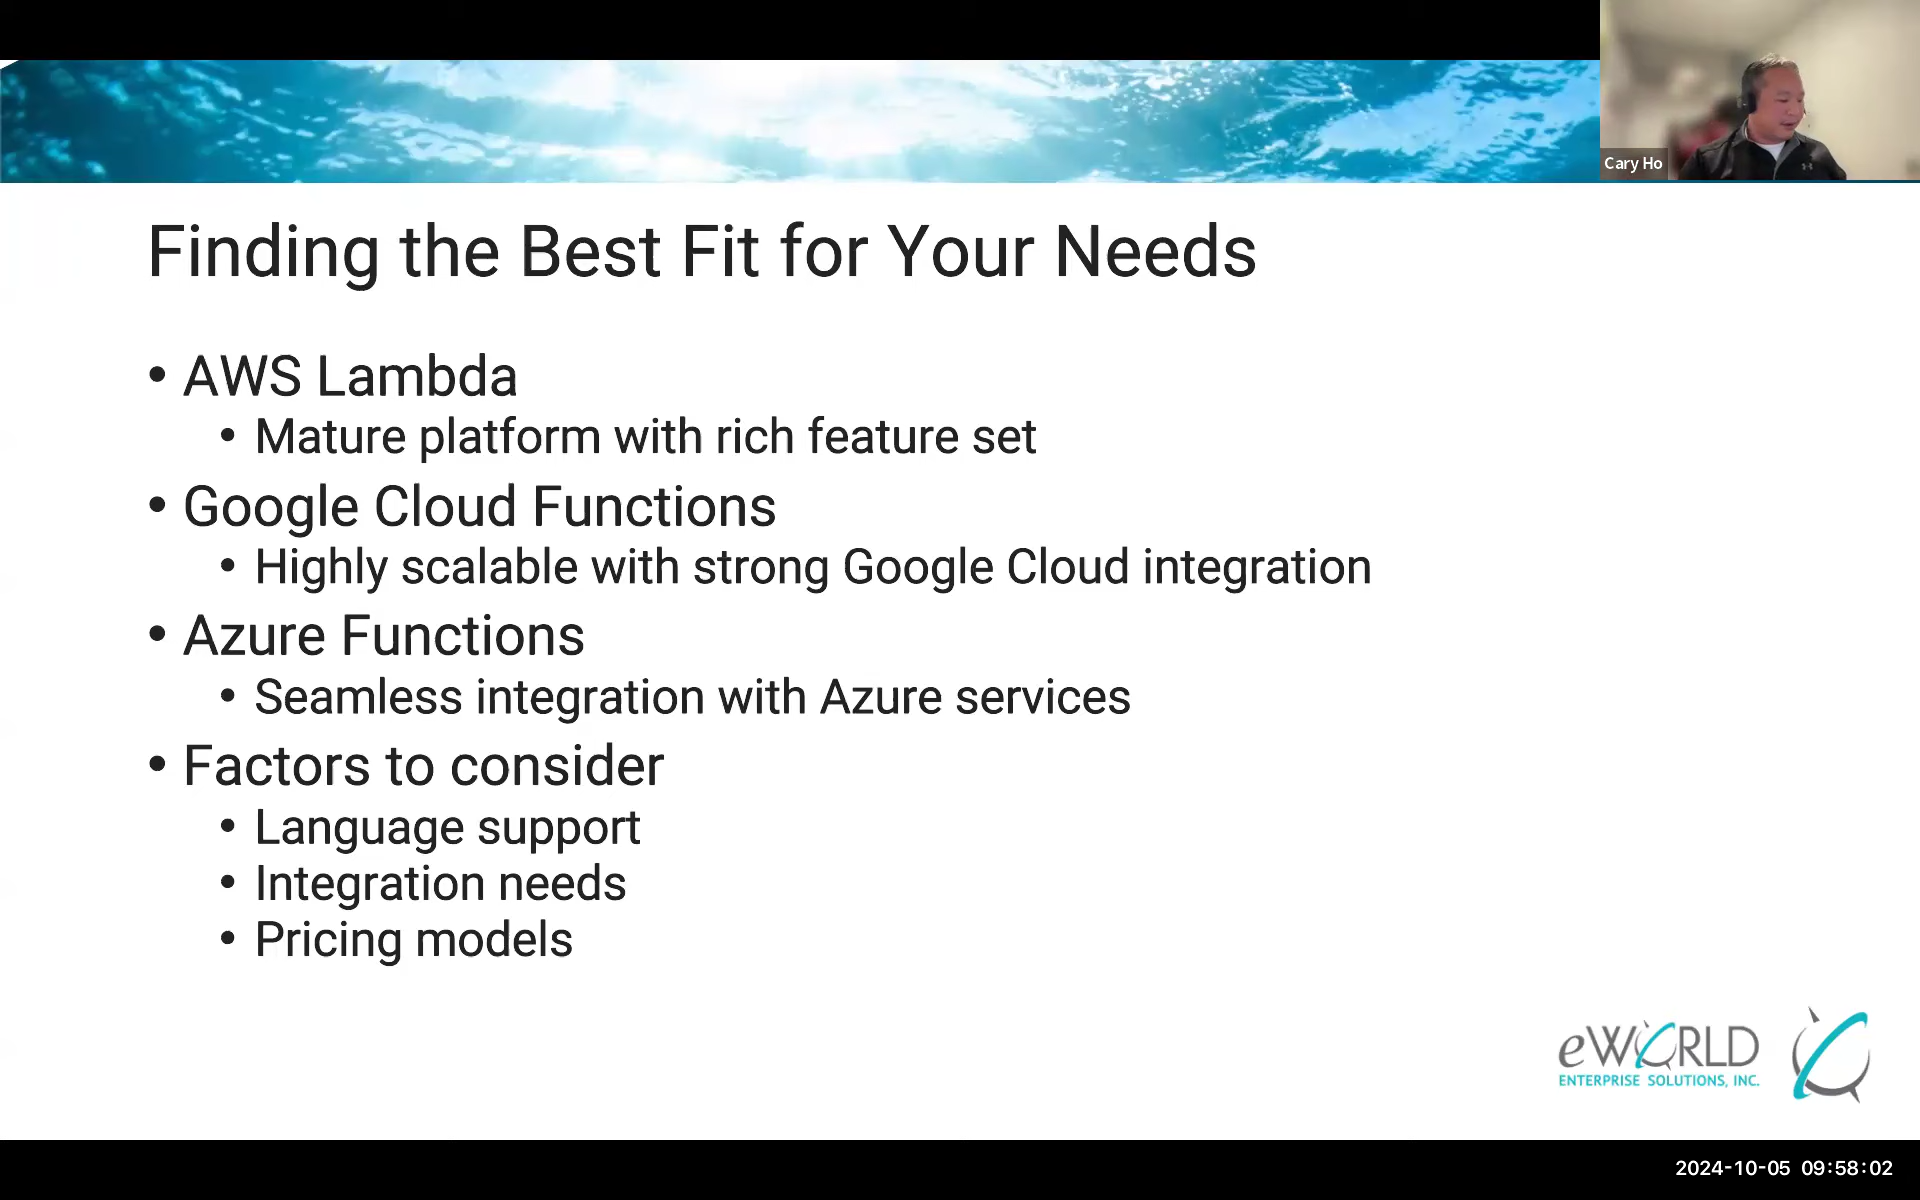 Cary Ho
Finding the Best Fit for Your Needs
• AWS Lambda
• Mature platform with rich feature set
• Google Cloud Functions
• Highly scalable with strong Google Cloud integration
• Azure Functions
• Seamless integration with Azure services
• Factors to consider
• Language support
• Integration needs
• Pricing models
eWORLD
ENTERPRISE SOLUTIONS, INC.
2024-10-05 09:58:02